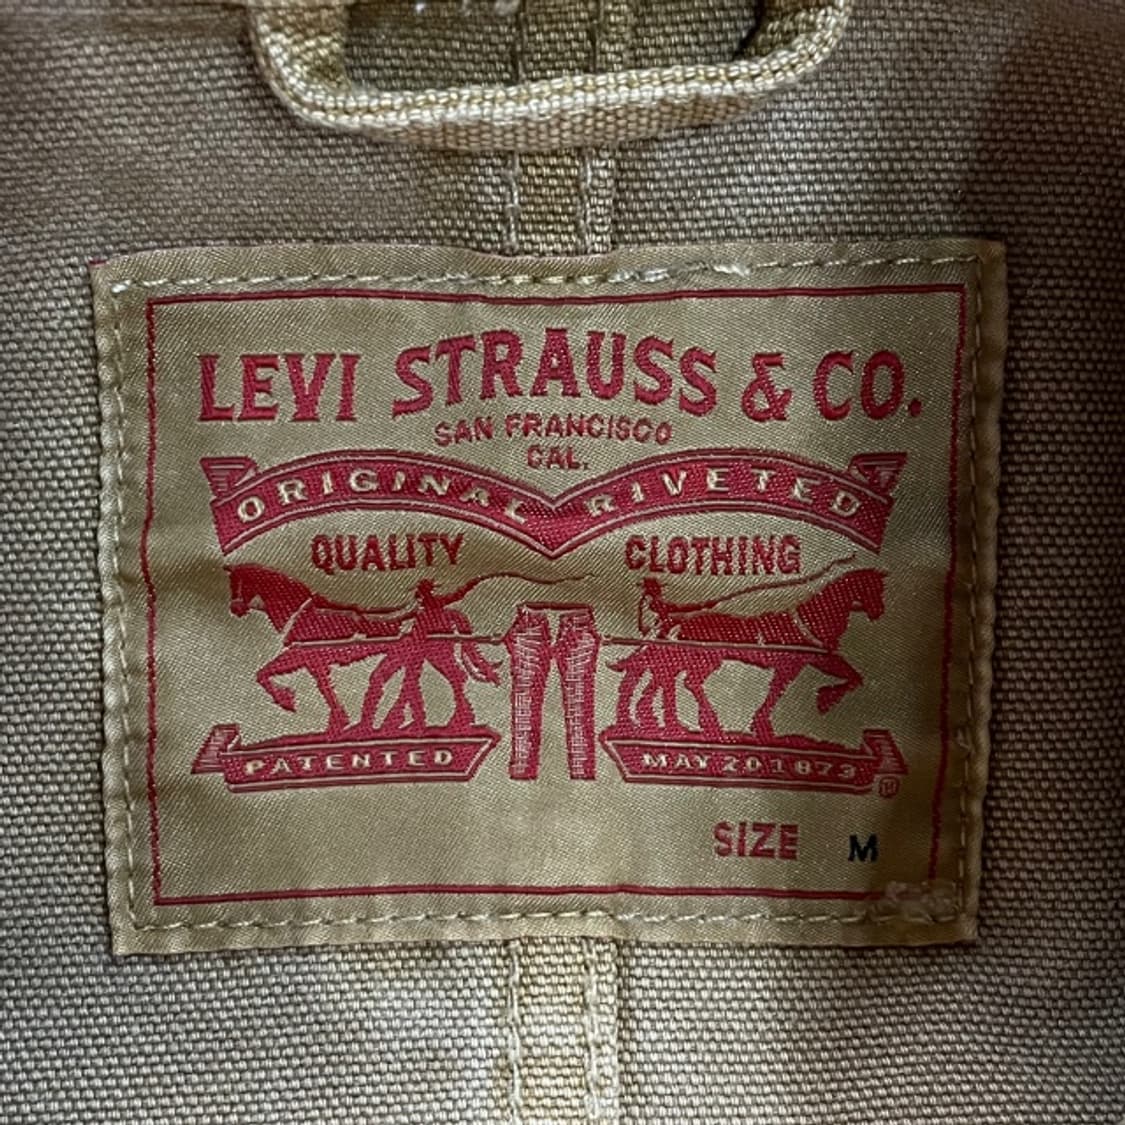 LEVI STRAUSS & CO.
SAN FRANCISCO
CAL.
ORIGINAL RIVETED
QUALITY CLOTHING
PATENTED MAY 20 1873
®
SIZE M